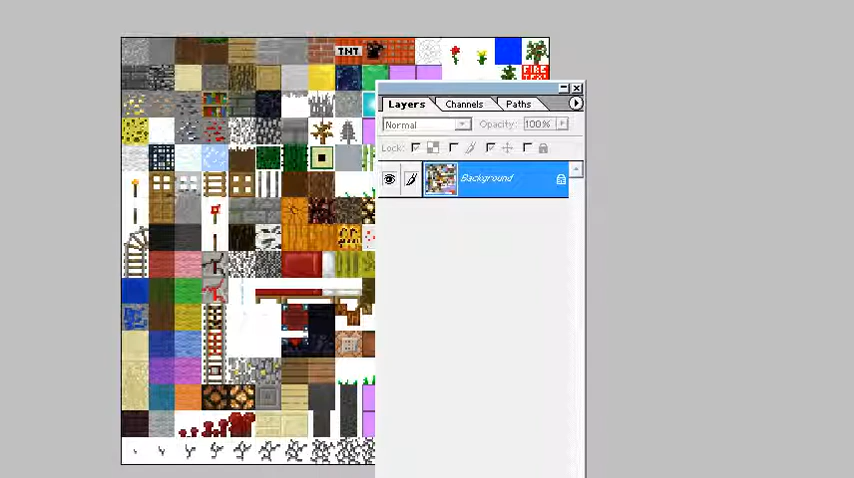 TNT
FIRE
Layers Channels Paths
Normal Opacity: 100%
Lock:
Background